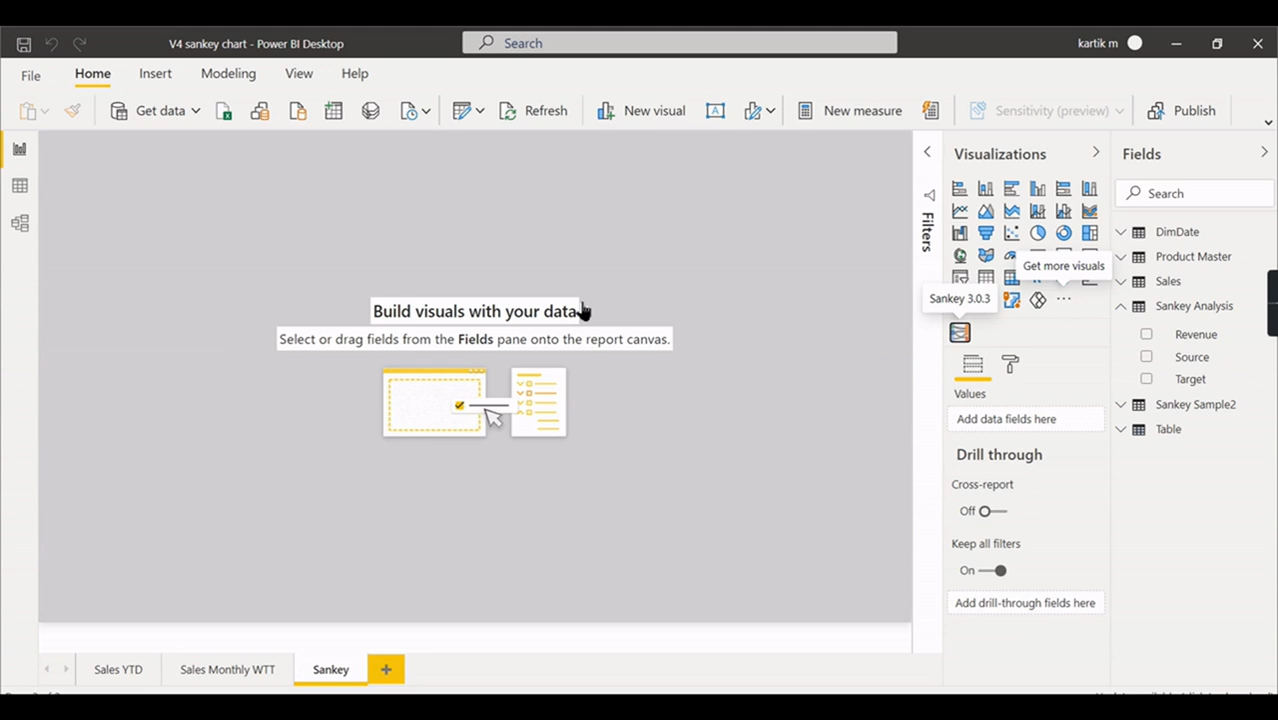 V4 sankey chart - Power BI Desktop
Search
kartik m
File
Home
Insert
Modeling
View
Help
Get data
Refresh
New visual
New measure
Sensitivity (preview)
Publish
Build visuals with your data
Select or drag fields from the Fields pane onto the report canvas.
Filters
Visualizations
Get more visuals
Sankey 3.0.3
Values
Add data fields here
Drill through
Cross-report
Off
Keep all filters
On
Add drill-through fields here
Fields
Search
DimDate
Product Master
Sales
Sankey Analysis
Revenue
Source
Target
Sankey Sample2
Table
Sales YTD
Sales Monthly WTT
Sankey